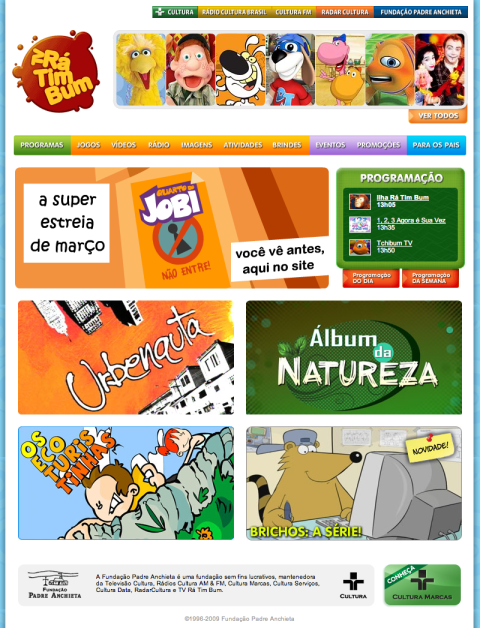 CULTURA RÁDIO CULTURA BRASIL CULTURA FM RADAR CULTURA FUNDAÇÃO PADRE ANCHIETA
RÁ
Tim
Bum
VER TODOS
PROGRAMAS JOGOS VÍDEOS RÁDIO IMAGENS ATIVIDADES BRINDES EVENTOS PROMOÇÕES PARA OS PAIS
a super
estreia
de março
QUARTO DO
JOBI
NÃO ENTRE!
você vê antes,
aqui no site
PROGRAMAÇÃO
Ilha Rá Tim Bum
13h05
1, 2, 3 Agora é Sua Vez
13h35
Tchibum TV
13h50
Programação
DO DIA
Programação
DA SEMANA
Urbenauta
Álbum
da
NATUREZA
OS
ECO
TURIS
TINHAS
NOVIDADE!
BRICHOS: A SÉRIE!
FUNDAÇÃO
PADRE ANCHIETA
A Fundação Padre Anchieta é uma fundação sem fins lucrativos, mantenedora
da Televisão Cultura, Rádios Cultura AM & FM, Cultura Marcas, Cultura Serviços,
Cultura Data, RadarCultura e TV Rá Tim Bum.
CULTURA
CONHEÇA
CULTURA MARCAS
©1996-2009 Fundação Padre Anchieta